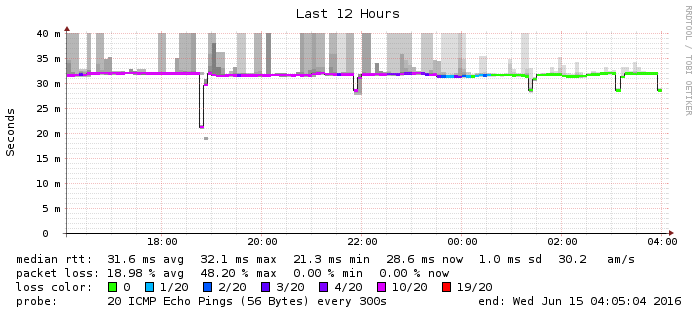 Last 12 Hours
RRDTOOL / TOBI OETIKER
Seconds
40 m
35 m
30 m
25 m
20 m
15 m
10 m
5 m
0
18:00 20:00 22:00 00:00 02:00 04:00
median rtt: 31.6 ms avg 32.1 ms max 21.3 ms min 28.6 ms now 1.0 ms sd 30.2 am/s
packet loss: 18.98 % avg 48.20 % max 0.00 % min 0.00 % now
loss color: 0 1/20 2/20 3/20 4/20 10/20 19/20
probe: 20 ICMP Echo Pings (56 Bytes) every 300s end: Wed Jun 15 04:05:04 2016